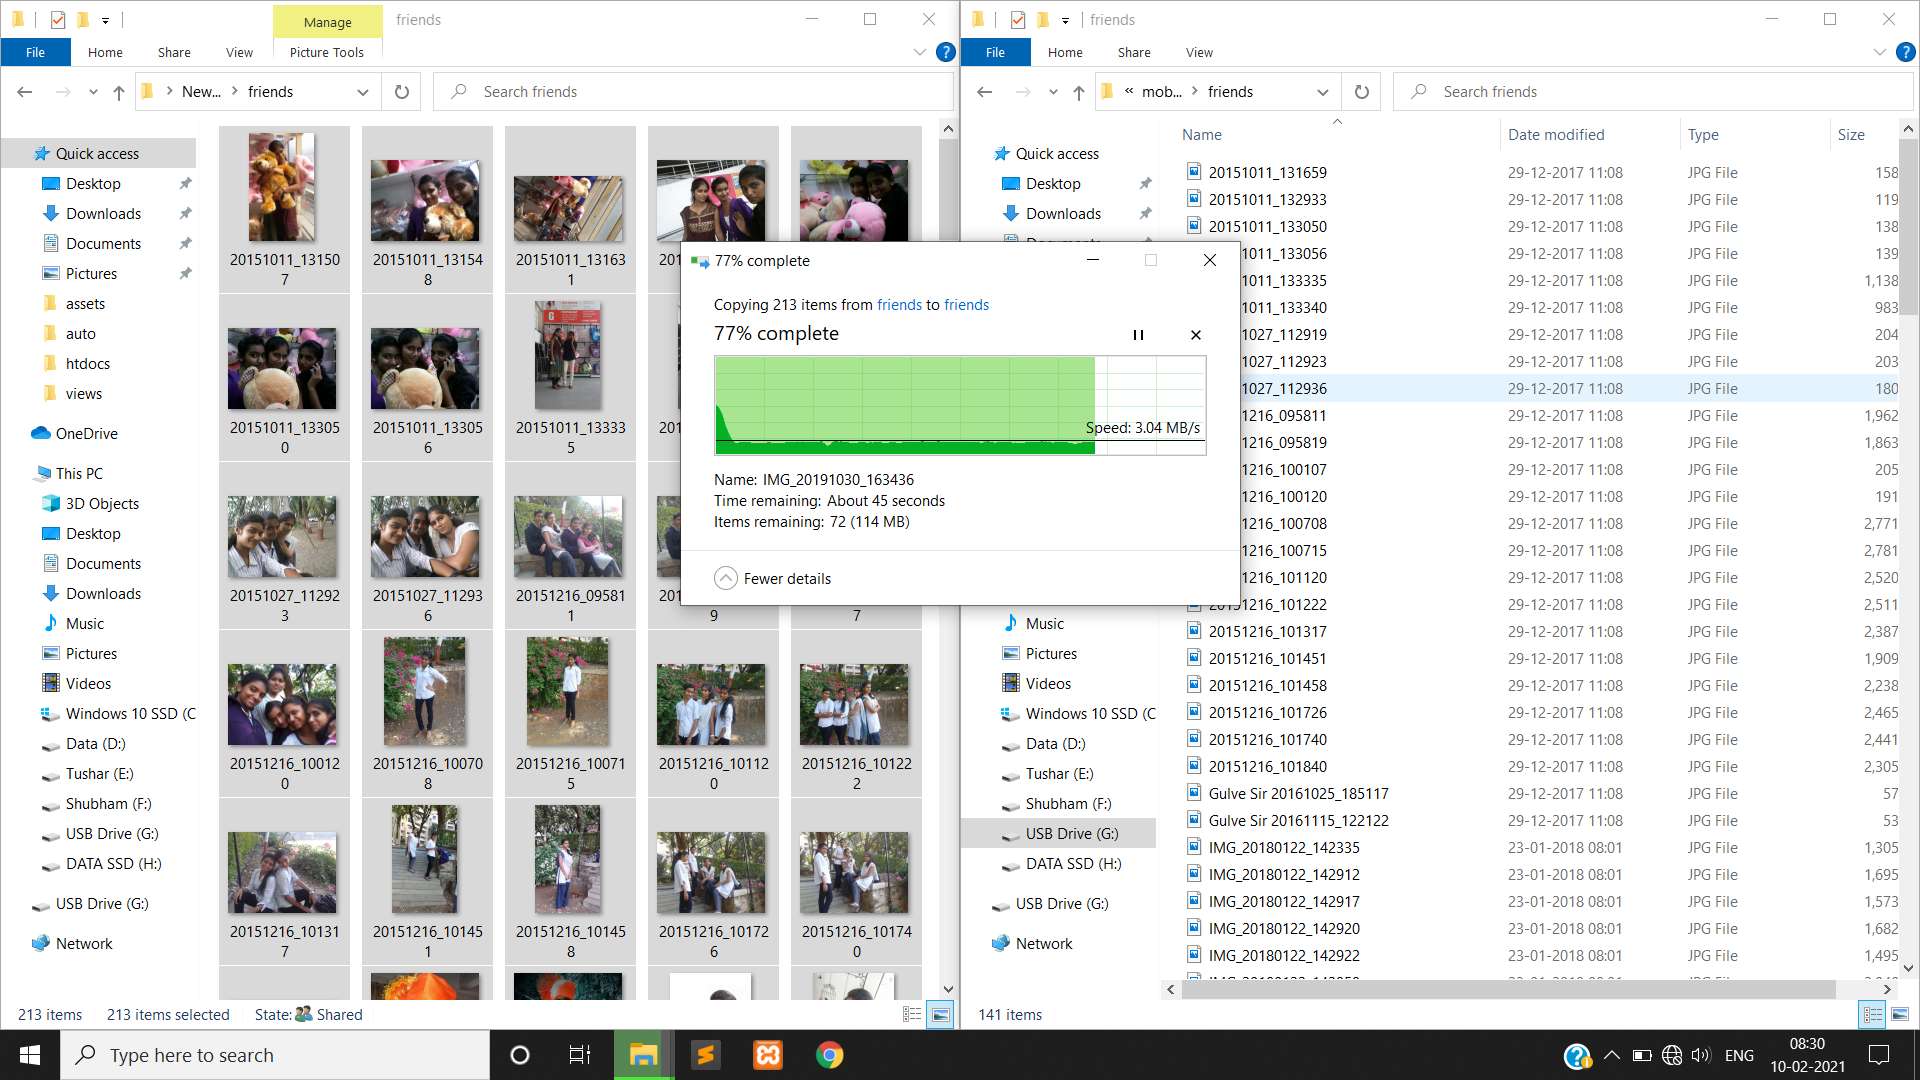 Manage
friends
File
Home
Share
View
Picture Tools
New...
friends
Search friends
Quick access
Desktop
Downloads
Documents
Pictures
assets
auto
htdocs
views
OneDrive
This PC
3D Objects
Desktop
Documents
Downloads
Music
Pictures
Videos
Windows 10 SSD (C
Data (D:)
Tushar (E:)
Shubham (F:)
USB Drive (G:)
DATA SSD (H:)
USB Drive (G:)
Network
20151011_131507
20151011_131548
20151011_131631
20151011_133050
20151011_133056
20151011_133335
20151027_112923
20151027_112936
20151216_095811
9
7
20151216_100120
20151216_100708
20151216_100715
20151216_101120
20151216_101222
20151216_101317
20151216_101451
20151216_101458
20151216_101726
20151216_101740
213 items
213 items selected
State: Shared
77% complete
Copying 213 items from friends to friends
77% complete
Speed: 3.04 MB/s
Name: IMG_20191030_163436
Time remaining: About 45 seconds
Items remaining: 72 (114 MB)
Fewer details
friends
File
Home
Share
View
« mob...
friends
Search friends
Quick access
Desktop
Downloads
Music
Pictures
Videos
Windows 10 SSD (C
Data (D:)
Tushar (E:)
Shubham (F:)
USB Drive (G:)
DATA SSD (H:)
USB Drive (G:)
Network
Name Date modified Type Size
20151011_131659 29-12-2017 11:08 JPG File 158
20151011_132933 29-12-2017 11:08 JPG File 119
20151011_133050 29-12-2017 11:08 JPG File 138
1011_133056 29-12-2017 11:08 JPG File 139
1011_133335 29-12-2017 11:08 JPG File 1,138
1011_133340 29-12-2017 11:08 JPG File 983
1027_112919 29-12-2017 11:08 JPG File 204
1027_112923 29-12-2017 11:08 JPG File 203
1027_112936 29-12-2017 11:08 JPG File 180
1216_095811 29-12-2017 11:08 JPG File 1,962
1216_095819 29-12-2017 11:08 JPG File 1,863
1216_100107 29-12-2017 11:08 JPG File 205
1216_100120 29-12-2017 11:08 JPG File 191
1216_100708 29-12-2017 11:08 JPG File 2,771
1216_100715 29-12-2017 11:08 JPG File 2,781
1216_101120 29-12-2017 11:08 JPG File 2,520
20151216_101222 29-12-2017 11:08 JPG File 2,511
20151216_101317 29-12-2017 11:08 JPG File 2,387
20151216_101451 29-12-2017 11:08 JPG File 1,909
20151216_101458 29-12-2017 11:08 JPG File 2,238
20151216_101726 29-12-2017 11:08 JPG File 2,465
20151216_101740 29-12-2017 11:08 JPG File 2,441
20151216_101840 29-12-2017 11:08 JPG File 2,305
Gulve Sir 20161025_185117 29-12-2017 11:08 JPG File 57
Gulve Sir 20161115_122122 29-12-2017 11:08 JPG File 53
IMG_20180122_142335 23-01-2018 08:01 JPG File 1,305
IMG_20180122_142912 23-01-2018 08:01 JPG File 1,695
IMG_20180122_142917 23-01-2018 08:01 JPG File 1,573
IMG_20180122_142920 23-01-2018 08:01 JPG File 1,682
IMG_20180122_142922 23-01-2018 08:01 JPG File 1,495
141 items
Type here to search
ENG
08:30
10-02-2021